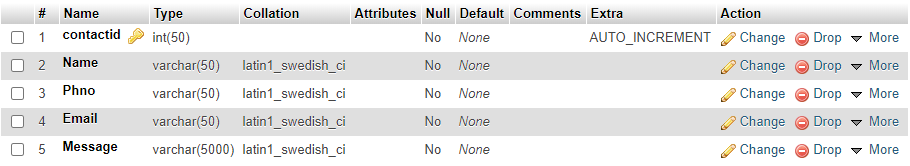 # Name Type Collation Attributes Null Default Comments Extra Action
1 contactid int(50) No None AUTO_INCREMENT Change Drop More
2 Name varchar(50) latin1_swedish_ci No None Change Drop More
3 Phno varchar(50) latin1_swedish_ci No None Change Drop More
4 Email varchar(50) latin1_swedish_ci No None Change Drop More
5 Message varchar(5000) latin1_swedish_ci No None Change Drop More